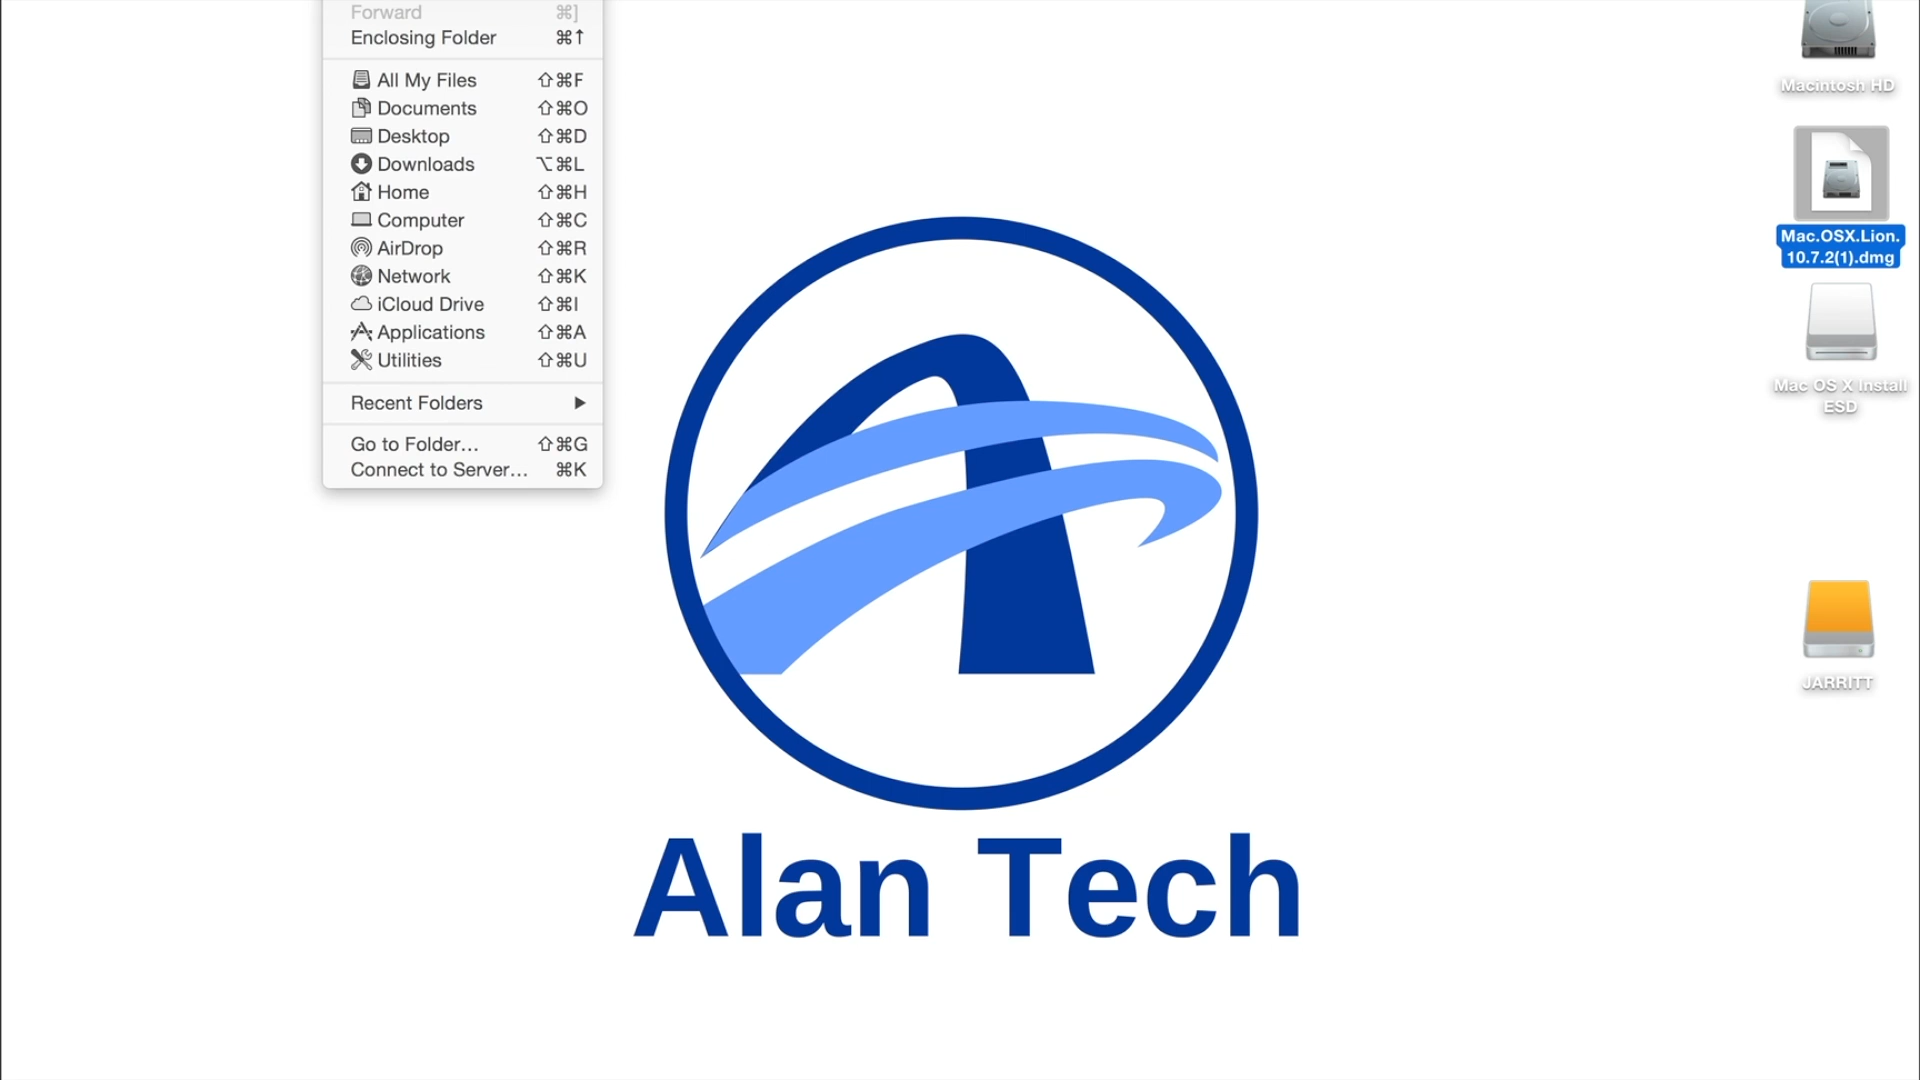 Forward ⌘]
Enclosing Folder ⌘↑
All My Files ⇧⌘F
Documents ⇧⌘O
Desktop ⇧⌘D
Downloads ⌥⌘L
Home ⇧⌘H
Computer ⇧⌘C
AirDrop ⇧⌘R
Network ⇧⌘K
iCloud Drive ⇧⌘I
Applications ⇧⌘A
Utilities ⇧⌘U
Recent Folders ▶
Go to Folder... ⇧⌘G
Connect to Server... ⌘K
Macintosh HD
Mac.OSX.Lion.
10.7.2(1).dmg
Mac OS X Install
ESD
JARRITT
Alan Tech